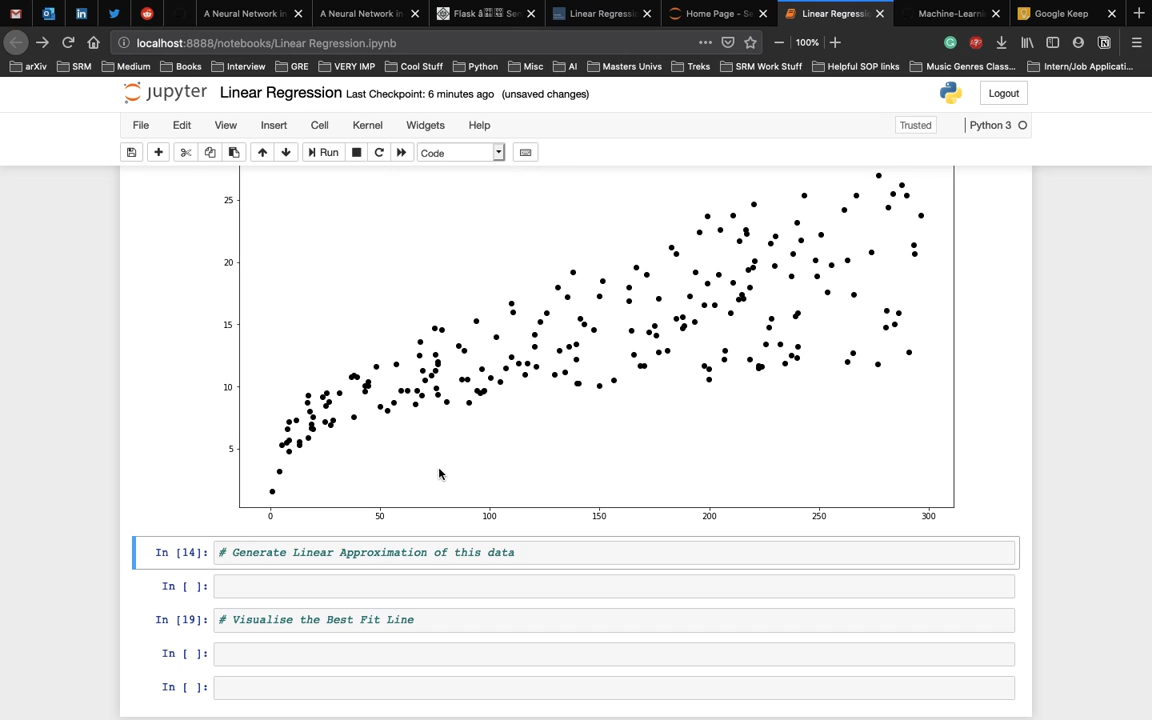 A Neural Network in
A Neural Network in
Flask â
Linear Regressi
Home Page - Se
Linear Regressi
Machine-Learni
Google Keep
localhost:8888/notebooks/Linear Regression.ipynb
100%
arXiv SRM Medium Books Interview GRE VERY IMP Cool Stuff Python Misc AI Masters Univs Treks SRM Work Stuff Helpful SOP links Music Genres Class... Intern/Job Applicati...
jupyter Linear Regression Last Checkpoint: 6 minutes ago (unsaved changes) Logout
File Edit View Insert Cell Kernel Widgets Help Trusted Python 3
Run Code
25
20
15
10
5
0 50 100 150 200 250 300
In [14]: # Generate Linear Approximation of this data
In [ ]:
In [19]: # Visualise the Best Fit Line
In [ ]:
In [ ]: